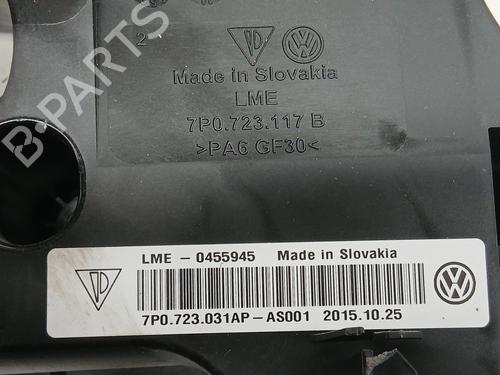 2
Made in Slovakia
LME
7P0.723.117 B
>PA6 GF30<
LME - 0455945 Made in Slovakia
7P0.723.031AP-AS001 2015.10.25
B-PARTS